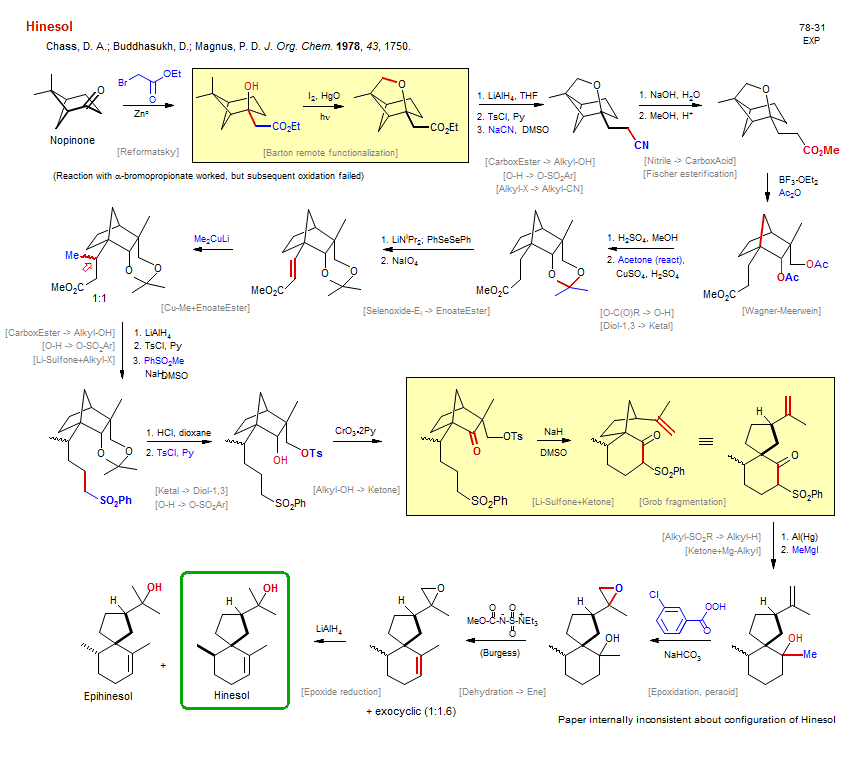 Hinesol
78-31
EXP
Chass, D. A.; Buddhasukh, D.; Magnus, P. D. J. Org. Chem. 1978, 43, 1750.
Nopinone
O
Br
OEt
O
Zn°
[Reformatsky]
OH
CO₂Et
I₂, HgO
hν
O
CO₂Et
[Barton remote functionalization]
1. LiAlH₄, THF
2. TsCl, Py
3. NaCN, DMSO
[CarboxEster -> Alkyl-OH]
[O-H -> O-SO₂Ar]
[Alkyl-X -> Alkyl-CN]
O
CN
1. NaOH, H₂O
2. MeOH, H⁺
[Nitrile -> CarboxAcid]
[Fischer esterification]
O
CO₂Me
(Reaction with α-bromopropionate worked, but subsequent oxidation failed)
BF₃-OEt₂
Ac₂O
OAc
OAc
MeO₂C
[Wagner-Meerwein]
1. H₂SO₄, MeOH
2. Acetone (react),
CuSO₄, H₂SO₄
[O-C(O)R -> O-H]
[Diol-1,3 -> Ketal]
O
O
MeO₂C
1. LiNⁱPr₂; PhSeSePh
2. NaIO₄
[Selenoxide-Eᵢ -> EnoateEster]
O
O
MeO₂C
Me₂CuLi
[Cu-Me+EnoateEster]
Me
O
O
MeO₂C
1:1
[CarboxEster -> Alkyl-OH]
[O-H -> O-SO₂Ar]
[Li-Sulfone+Alkyl-X]
1. LiAlH₄
2. TsCl, Py
3. PhSO₂Me
NaH, DMSO
O
O
SO₂Ph
1. HCl, dioxane
2. TsCl, Py
[Ketal -> Diol-1,3]
[O-H -> O-SO₂Ar]
OTs
OH
SO₂Ph
CrO₃•2Py
[Alkyl-OH -> Ketone]
OTs
O
SO₂Ph
NaH
DMSO
[Li-Sulfone+Ketone]
O
SO₂Ph
[Grob fragmentation]
≡
H
O
SO₂Ph
[Alkyl-SO₂R -> Alkyl-H]
[Ketone+Mg-Alkyl]
1. Al(Hg)
2. MeMgI
H
OH
Me
Cl
OOH
O
NaHCO₃
[Epoxidation, peracid]
H
O
OH
MeO-C-N-S-NEt₃
O
-
O
+
O
(Burgess)
[Dehydration -> Ene]
H
O
+ exocyclic (1:1.6)
LiAlH₄
[Epoxide reduction]
H
OH
Hinesol
+
H
OH
Epihinesol
Paper internally inconsistent about configuration of Hinesol